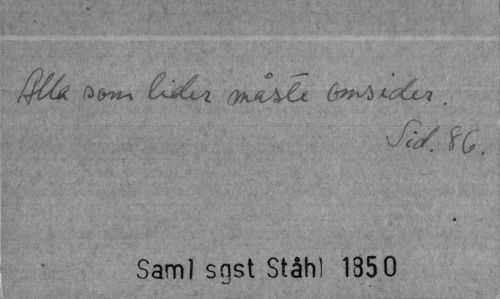 Alla som lider måste omsider.
Sid. 86.
Saml sgst Ståhl 1850